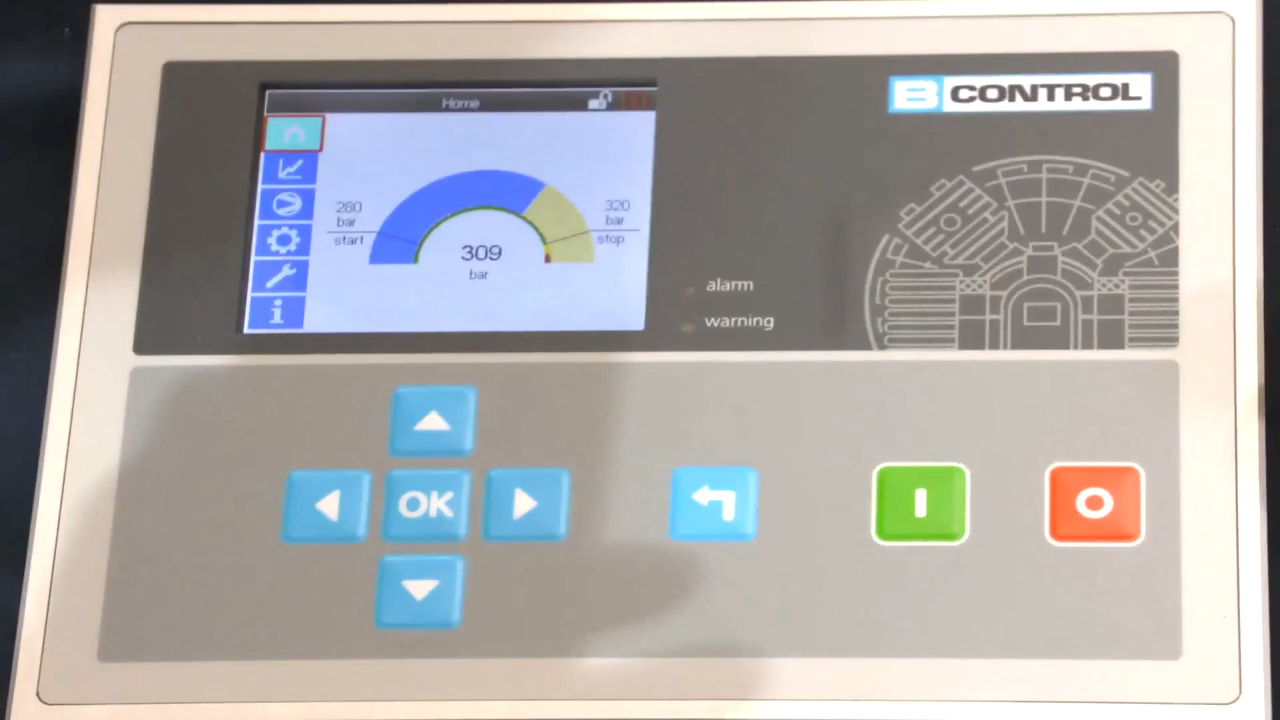 Home
B CONTROL
280
bar
start
320
bar
stop
309
bar
alarm
warning
i
OK
I
O